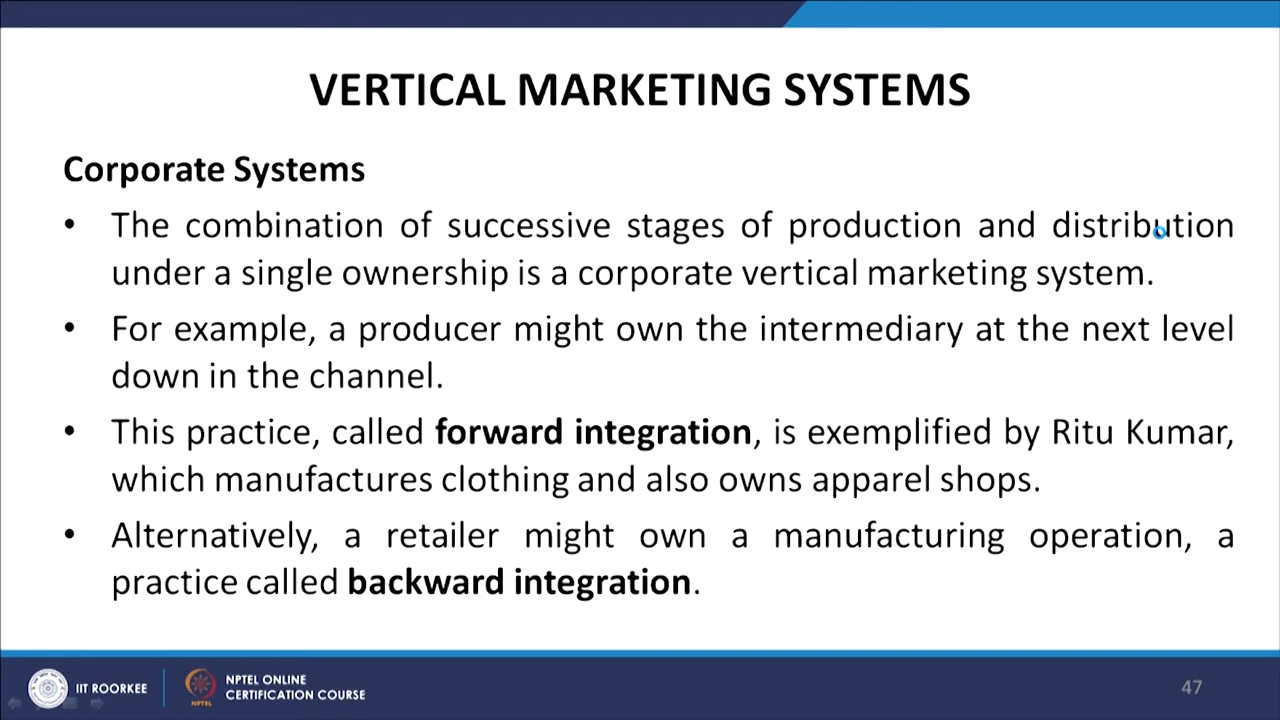 VERTICAL MARKETING SYSTEMS
Corporate Systems
• The combination of successive stages of production and distribution
under a single ownership is a corporate vertical marketing system.
• For example, a producer might own the intermediary at the next level
down in the channel.
• This practice, called forward integration, is exemplified by Ritu Kumar,
which manufactures clothing and also owns apparel shops.
• Alternatively, a retailer might own a manufacturing operation, a
practice called backward integration.
IIT ROORKEE
NPTEL ONLINE
CERTIFICATION COURSE
NPTEL
47